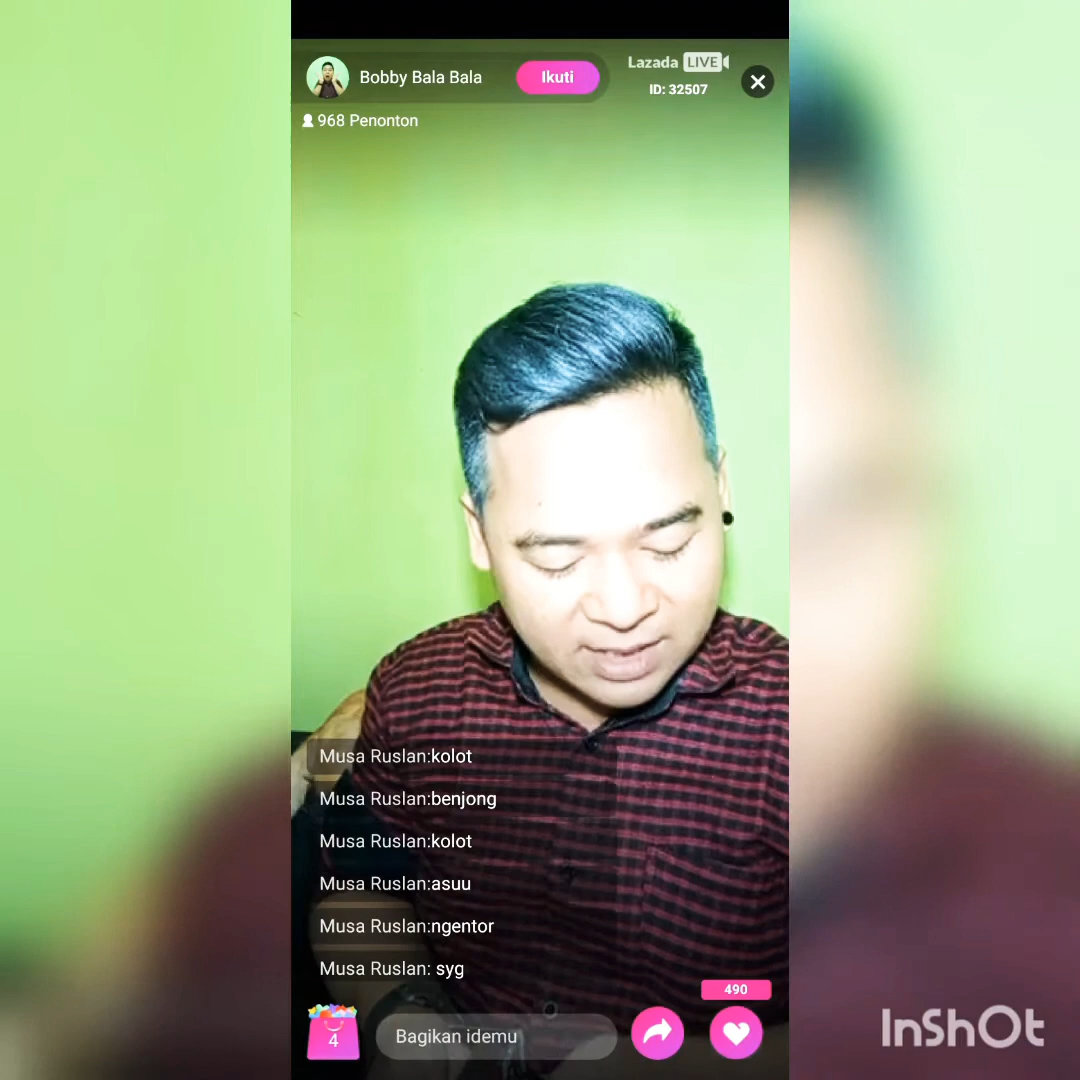 Bobby Bala Bala
Ikuti
Lazada LIVE
ID: 32507
968 Penonton
Musa Ruslan:kolot
Musa Ruslan:benjong
Musa Ruslan:kolot
Musa Ruslan:asuu
Musa Ruslan:ngentor
Musa Ruslan: syg
490
4
Bagikan idemu
InShOt